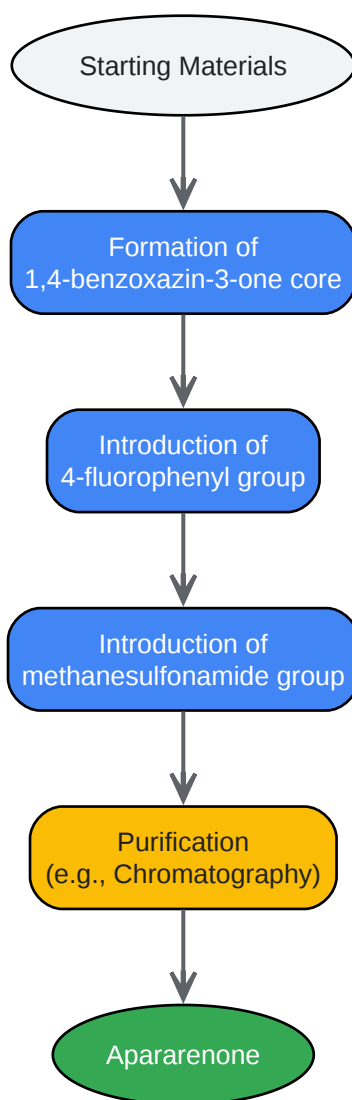 Starting Materials
Formation of
1,4-benzoxazin-3-one core
Introduction of
4-fluorophenyl group
Introduction of
methanesulfonamide group
Purification
(e.g., Chromatography)
Apararenone